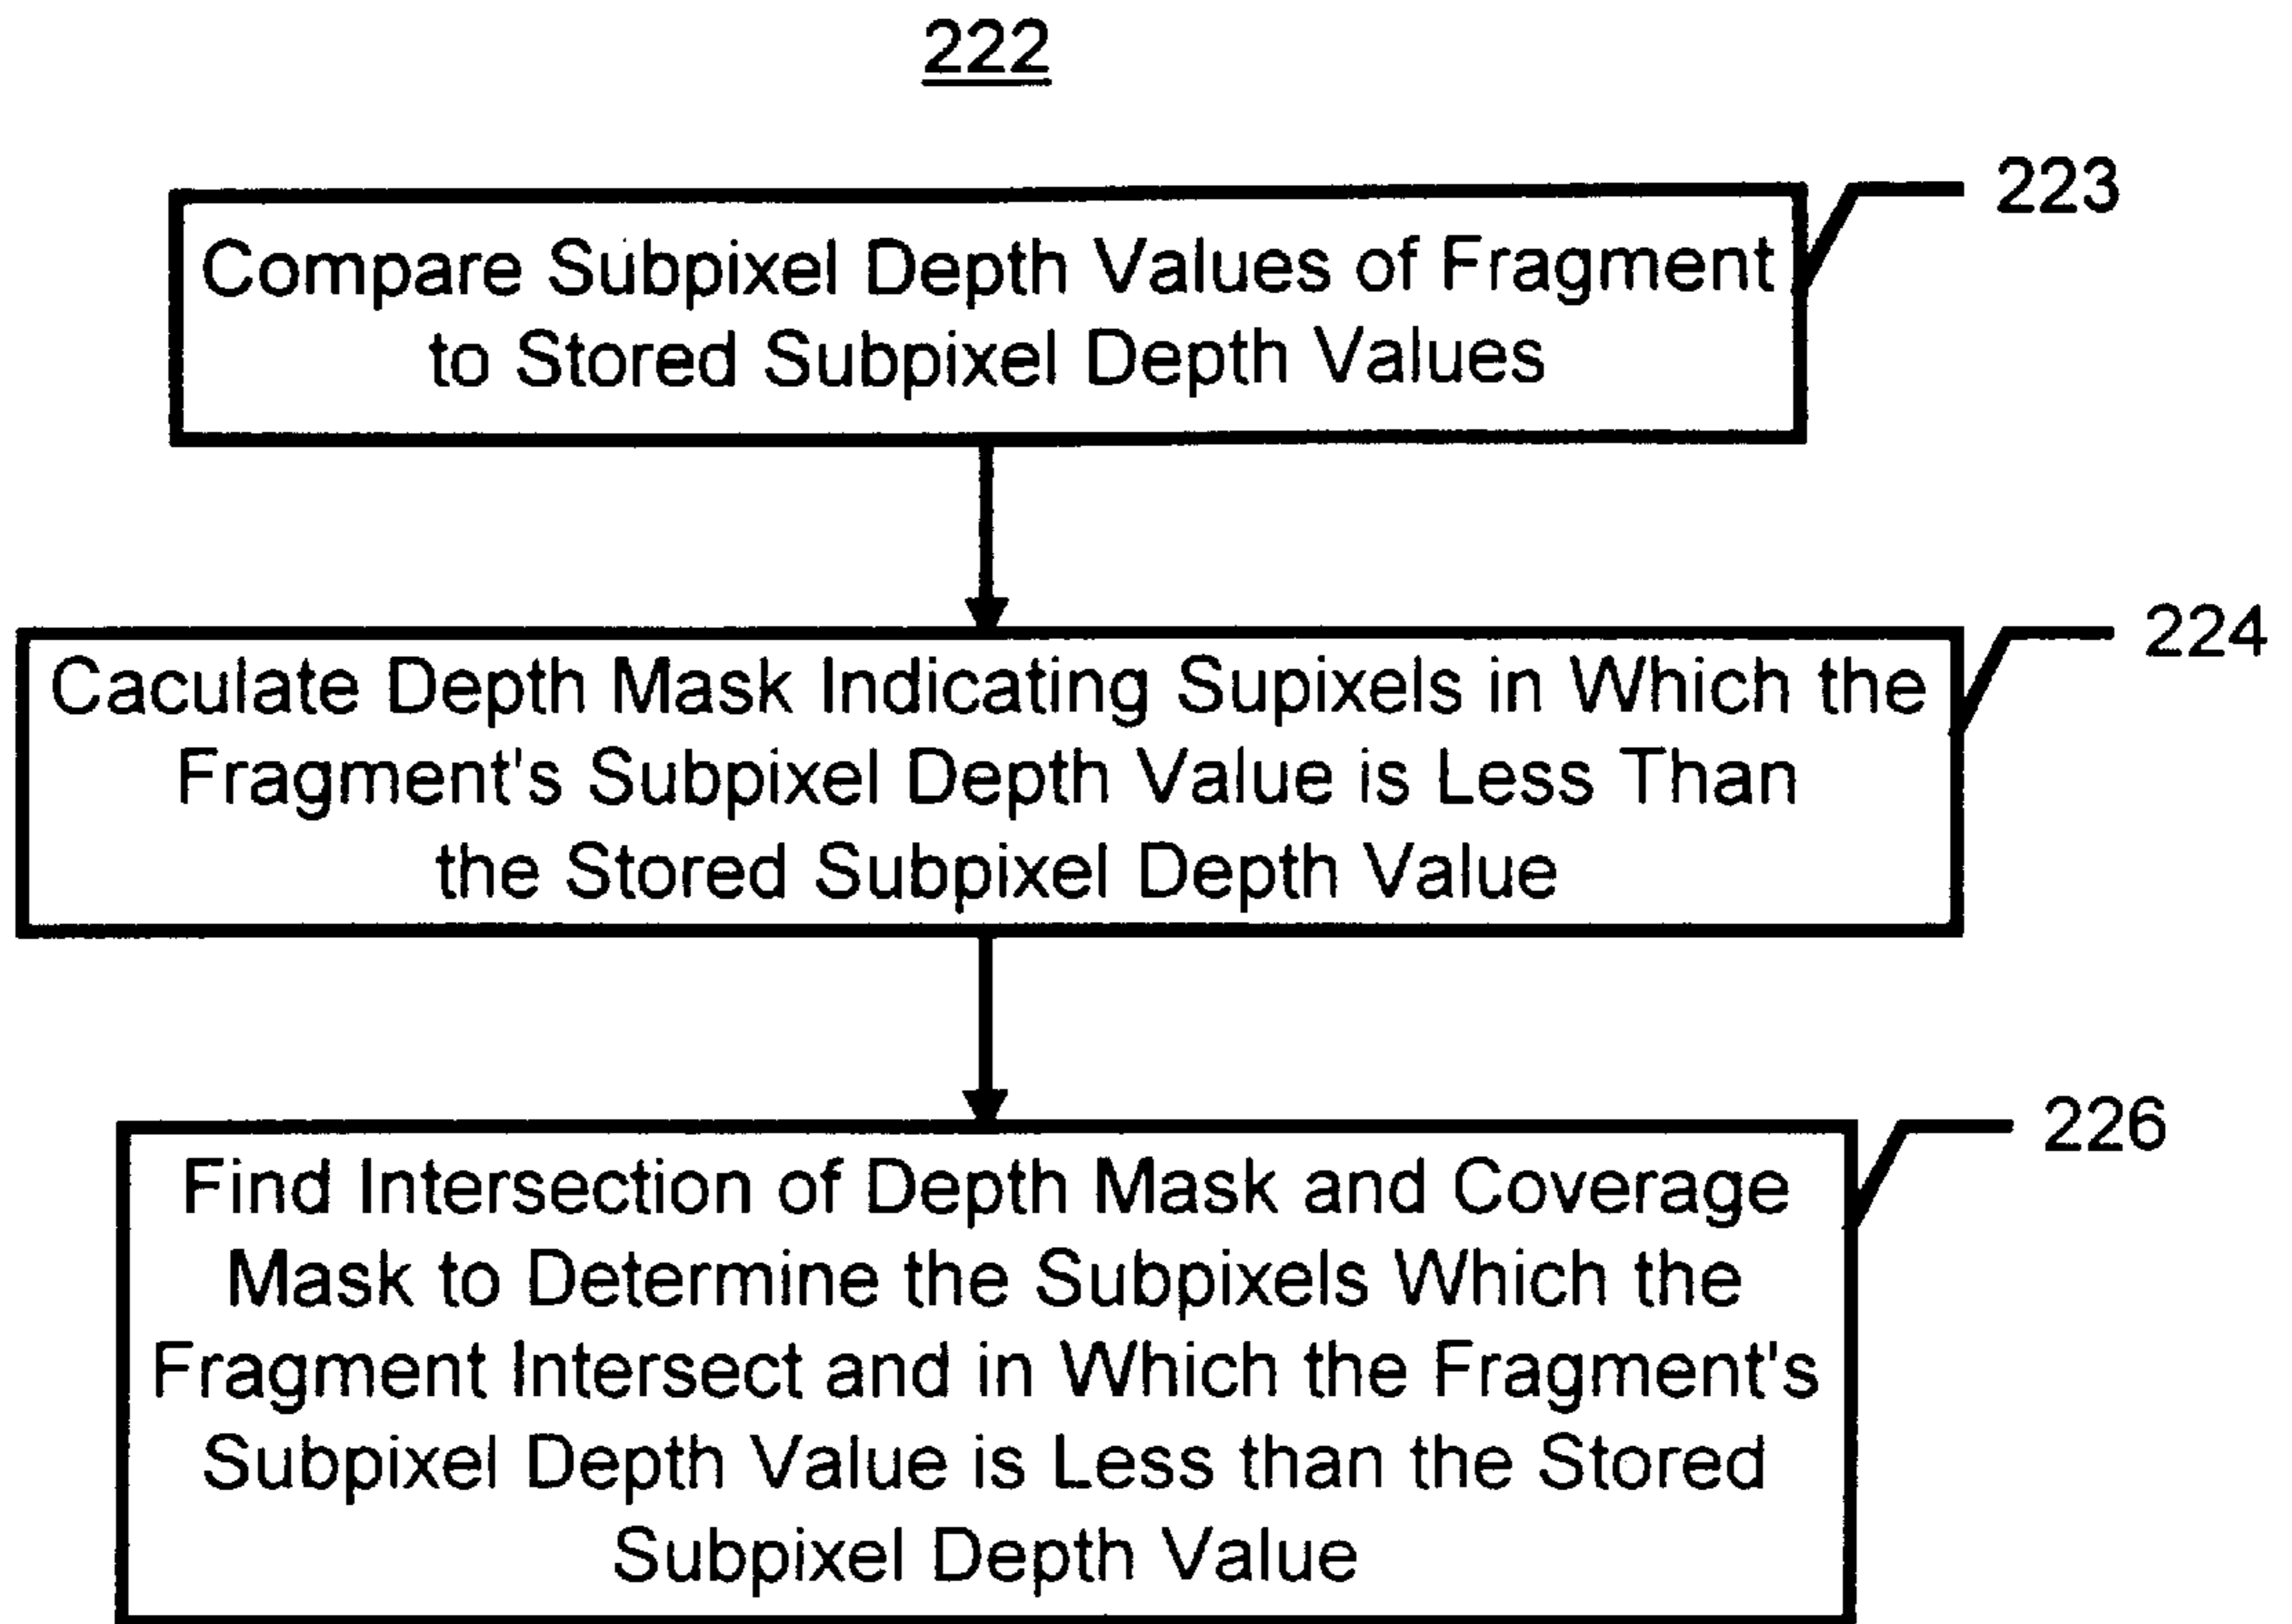 222
223
Compare Subpixel Depth Values of Fragment
to Stored Subpixel Depth Values
224
Caculate Depth Mask Indicating Supixels in Which the
Fragment's Subpixel Depth Value is Less Than
the Stored Subpixel Depth Value
226
Find Intersection of Depth Mask and Coverage
Mask to Determine the Subpixels Which the
Fragment Intersect and in Which the Fragment's
Subpixel Depth Value is Less than the Stored
Subpixel Depth Value